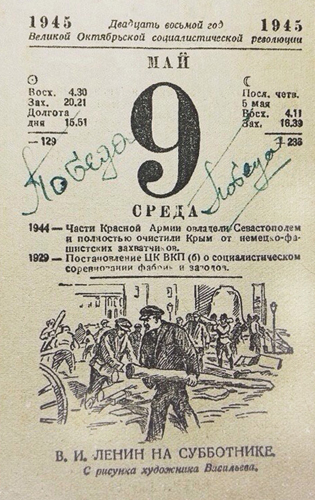 1945 Двадцать восьмой год 1945
Великой Октябрьской социалистической революции
МАЙ
Восх. 4.30
Зах. 20.21
Долгота
дня 15.51
— 129
9
Посл. четв.
5 мая
Восх. 4.11
Зах. 16.39
236
Победа
Победа
СРЕДА
1944 — Части Красной Армии овладели Севастополем
и полностью очистили Крым от немецко-фа-
шистских захватчиков.
1929 — Постановление ЦК ВКП (б) о социалистическом
соревновании фабрик и заводов.
В. И. ЛЕНИН НА СУББОТНИКЕ.
С рисунка художника Васильева.